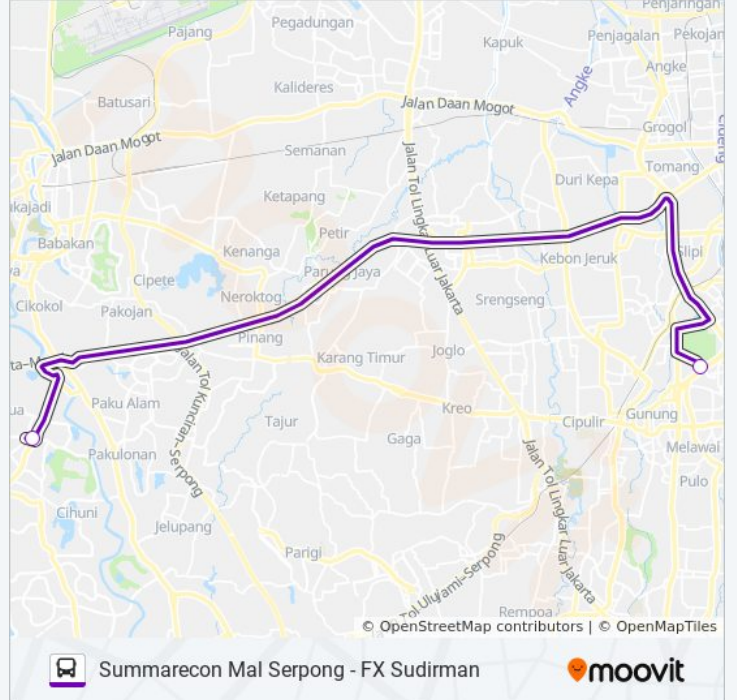 Penjaringan
Pegadungan
Pajang
Kapuk
Penjagalan
Pekojan
Angke
Angke
Kalideres
Batusari
Jalan Daan Mogot
Grogol
Jalan Daan Mogot
Semanan
Tomang
Duri Kepa
Ketapang
Jalan Tol Lingkar Luar Jakarta
ukajadi
Petir
Babakan
Kenanga
Slipi
Kebon Jeruk
Cipete
Neroktog
Srengseng
Cikokol
Pakojan
Pinang
Joglo
Karang Timur
Jalan Tol Kunciran-Serpong
Paku Alam
Kreo
Gunung
Cipulir
Tajur
Gaga
Melawai
Pakulonan
Pulo
Jalan Tol Lingkar Luar Jakarta
Cihuni
Jelupang
Parigi
Tol Ulujami-Serpong
Rempoa
© OpenStreetMap contributors | © OpenMapTiles
Summarecon Mal Serpong - FX Sudirman
moovit